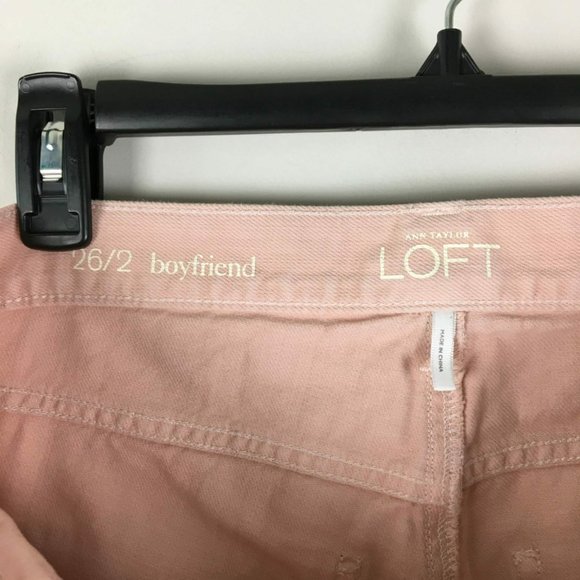 26/2 boyfriend
ANN TAYLOR
LOFT
MADE IN CHINA